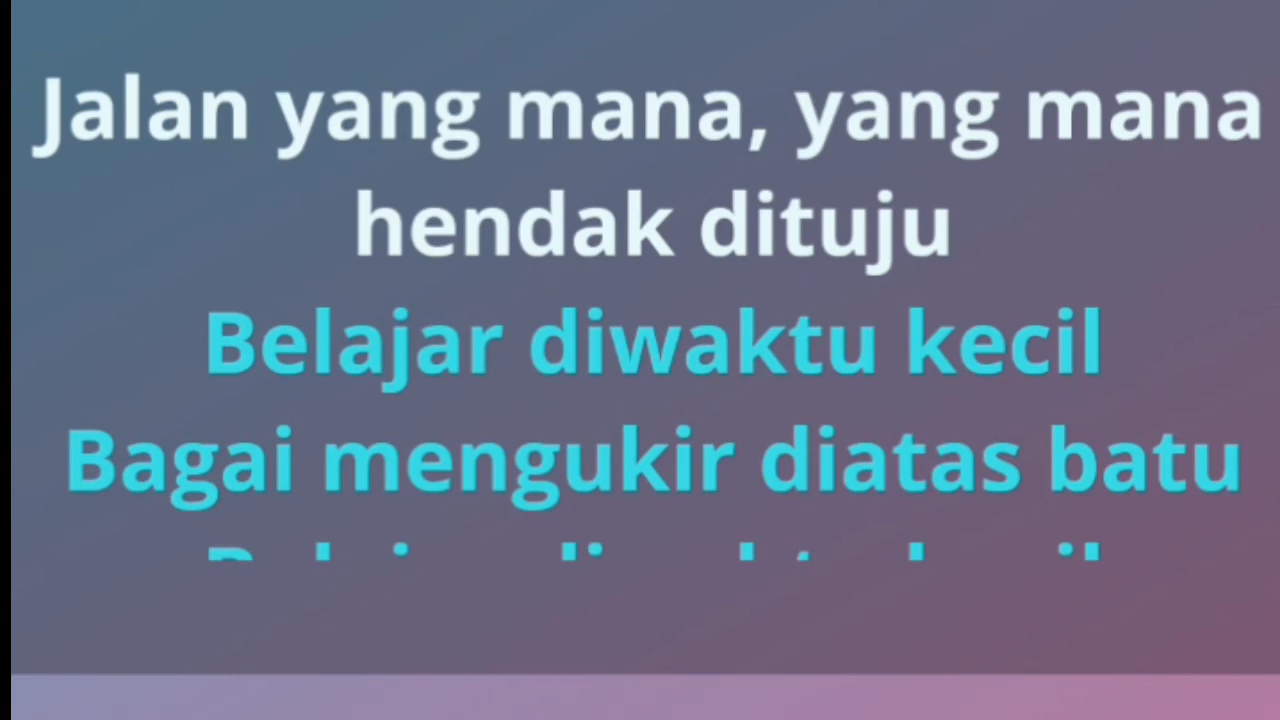 Jalan yang mana, yang mana
hendak dituju
Belajar diwaktu kecil
Bagai mengukir diatas batu